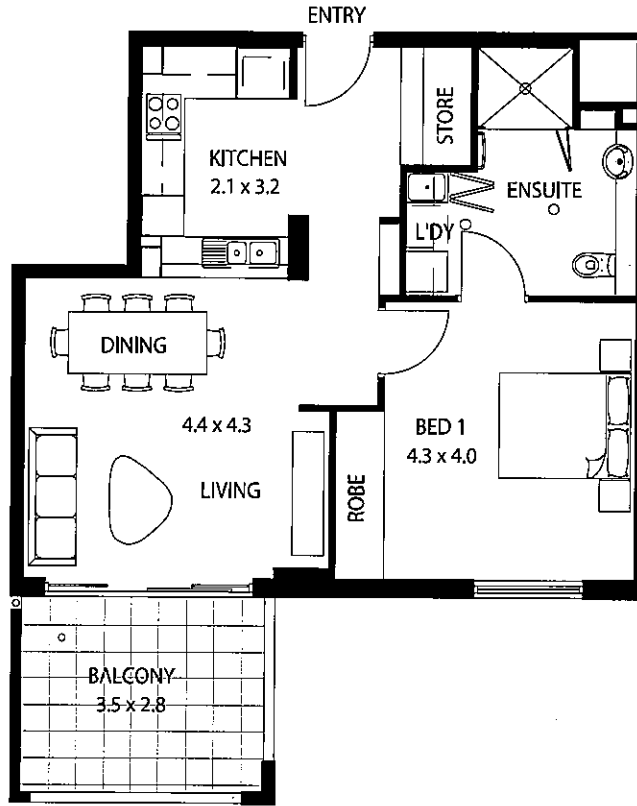 ENTRY
STORE
KITCHEN
2.1 x 3.2
ENSUITE
L'DY
DINING
4.4 x 4.3
BED 1
4.3 x 4.0
LIVING
ROBE
BALCONY
3.5 x 2.8